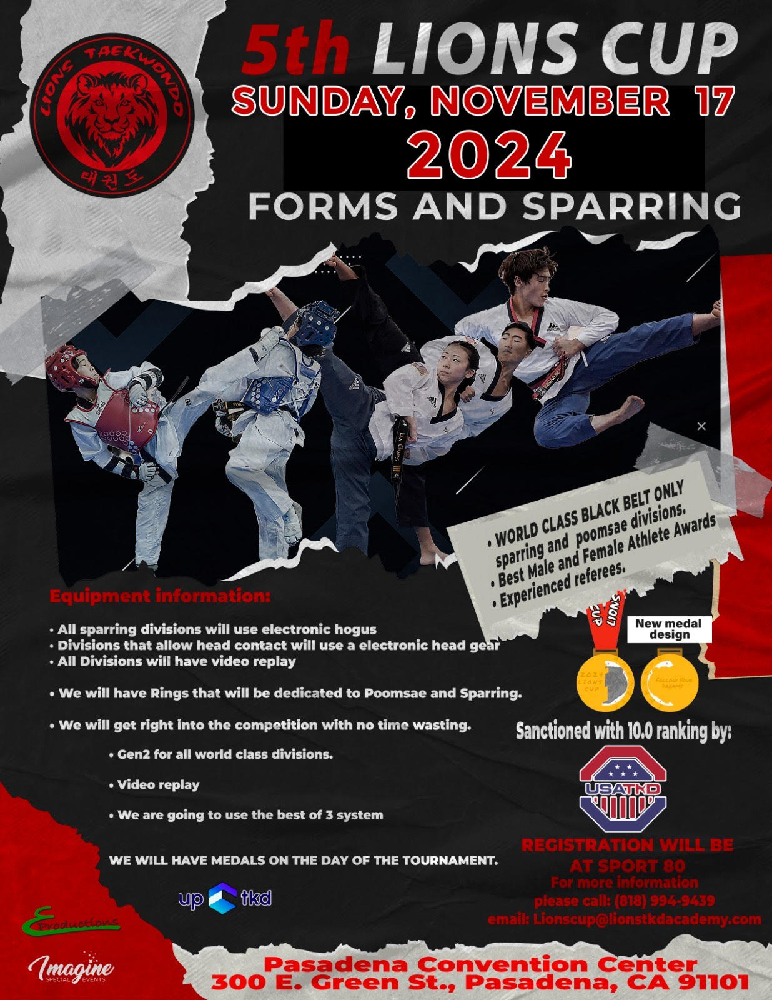 LIONS TAEKWONDO
태권도
5th LIONS CUP
SUNDAY, NOVEMBER 17
2024
FORMS AND SPARRING
Daedo
adidas
adidas
adidas
• WORLD CLASS BLACK BELT ONLY
sparring and poomsae divisions.
• Best Male and Female Athlete Awards
• Experienced referees.
Equipment information:
• All sparring divisions will use electronic hogus
• Divisions that allow head contact will use a electronic head gear
• All Divisions will have video replay
• We will have Rings that will be dedicated to Poomsae and Sparring.
• We will get right into the competition with no time wasting.
• Gen2 for all world class divisions.
• Video replay
• We are going to use the best of 3 system
WE WILL HAVE MEDALS ON THE DAY OF THE TOURNAMENT.
LIONS
CUP
New medal
design
2024
LIONS
CUP
Follow Your
Dreams
Sanctioned with 10.0 ranking by:
USATKD
REGISTRATION WILL BE
AT SPORT 80
For more information
please call: (818) 994-9439
email: Lionscup@lionstkdacademy.com
up tkd
E Productions
Imagine
SPECIAL EVENTS
Pasadena Convention Center
300 E. Green St., Pasadena, CA 91101